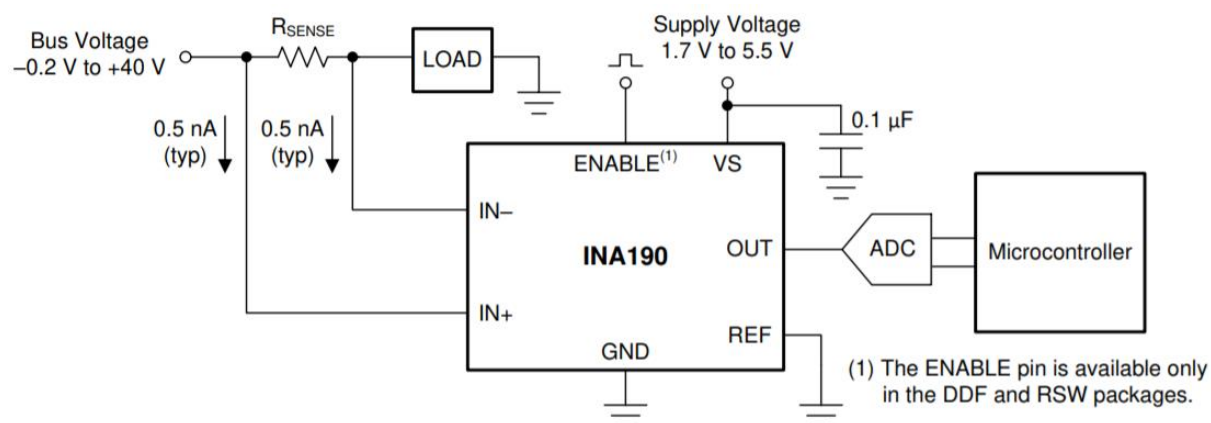 Bus Voltage
–0.2 V to +40 V
R_SENSE
LOAD
Supply Voltage
1.7 V to 5.5 V
0.5 nA
(typ)
0.5 nA
(typ)
0.1 µF
ENABLE(1)
VS
IN–
INA190
OUT
ADC
Microcontroller
IN+
REF
GND
(1) The ENABLE pin is available only
in the DDF and RSW packages.